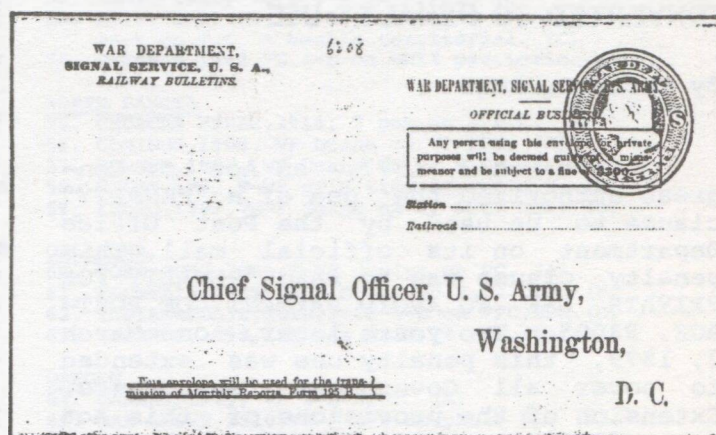 WAR DEPARTMENT,
SIGNAL SERVICE, U. S. A.,
RAILWAY BULLETINS.
6208
WAR DEPARTMENT, SIGNAL SERVICE, U. S. ARMY
OFFICIAL BUSINESS.
Any person using this envelope for private
purposes will be deemed guilty of misde-
meanor and be subject to a fine of $300.
Station
Railroad
Chief Signal Officer, U. S. Army,
Washington,
D. C.
This envelope will be used for the trans-
mission of Monthly Reports Form 195 B.